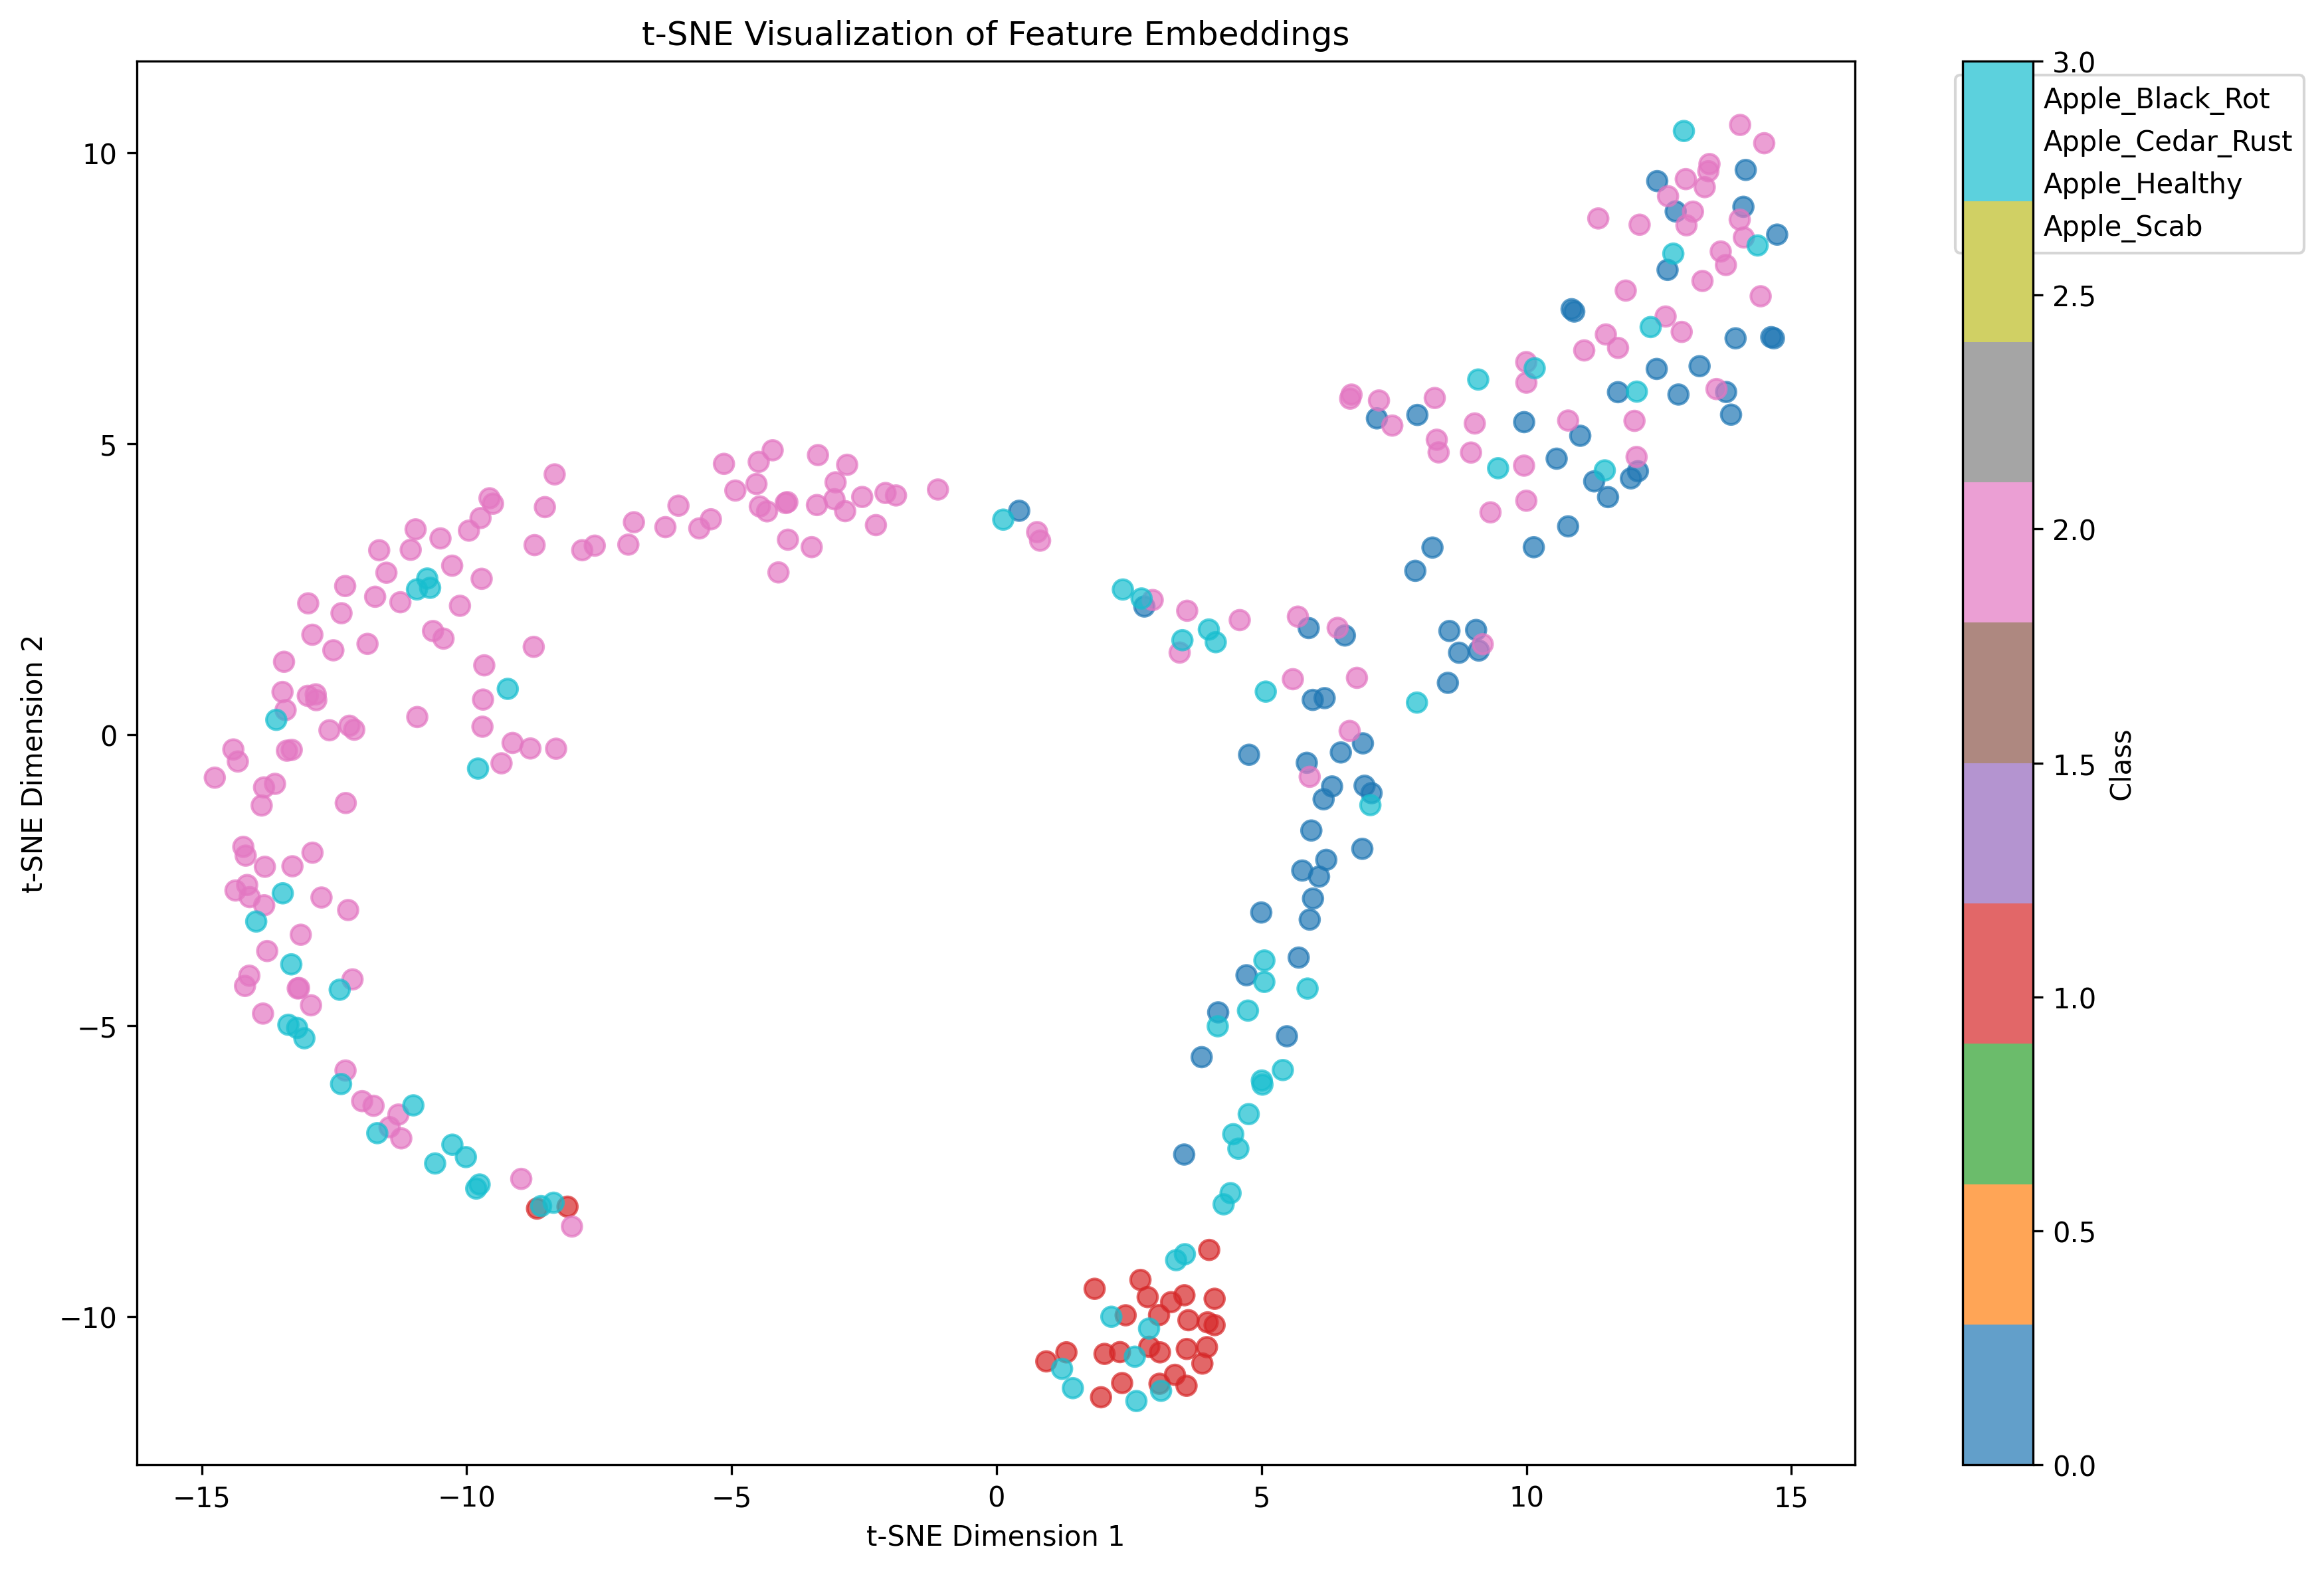 t-SNE Visualization of Feature Embeddings
t-SNE Dimension 2
10
5
0
−5
−10
−15
−10
−5
0
5
10
15
t-SNE Dimension 1
3.0
2.5
2.0
1.5
1.0
0.5
0.0
Class
Apple_Black_Rot
Apple_Cedar_Rust
Apple_Healthy
Apple_Scab